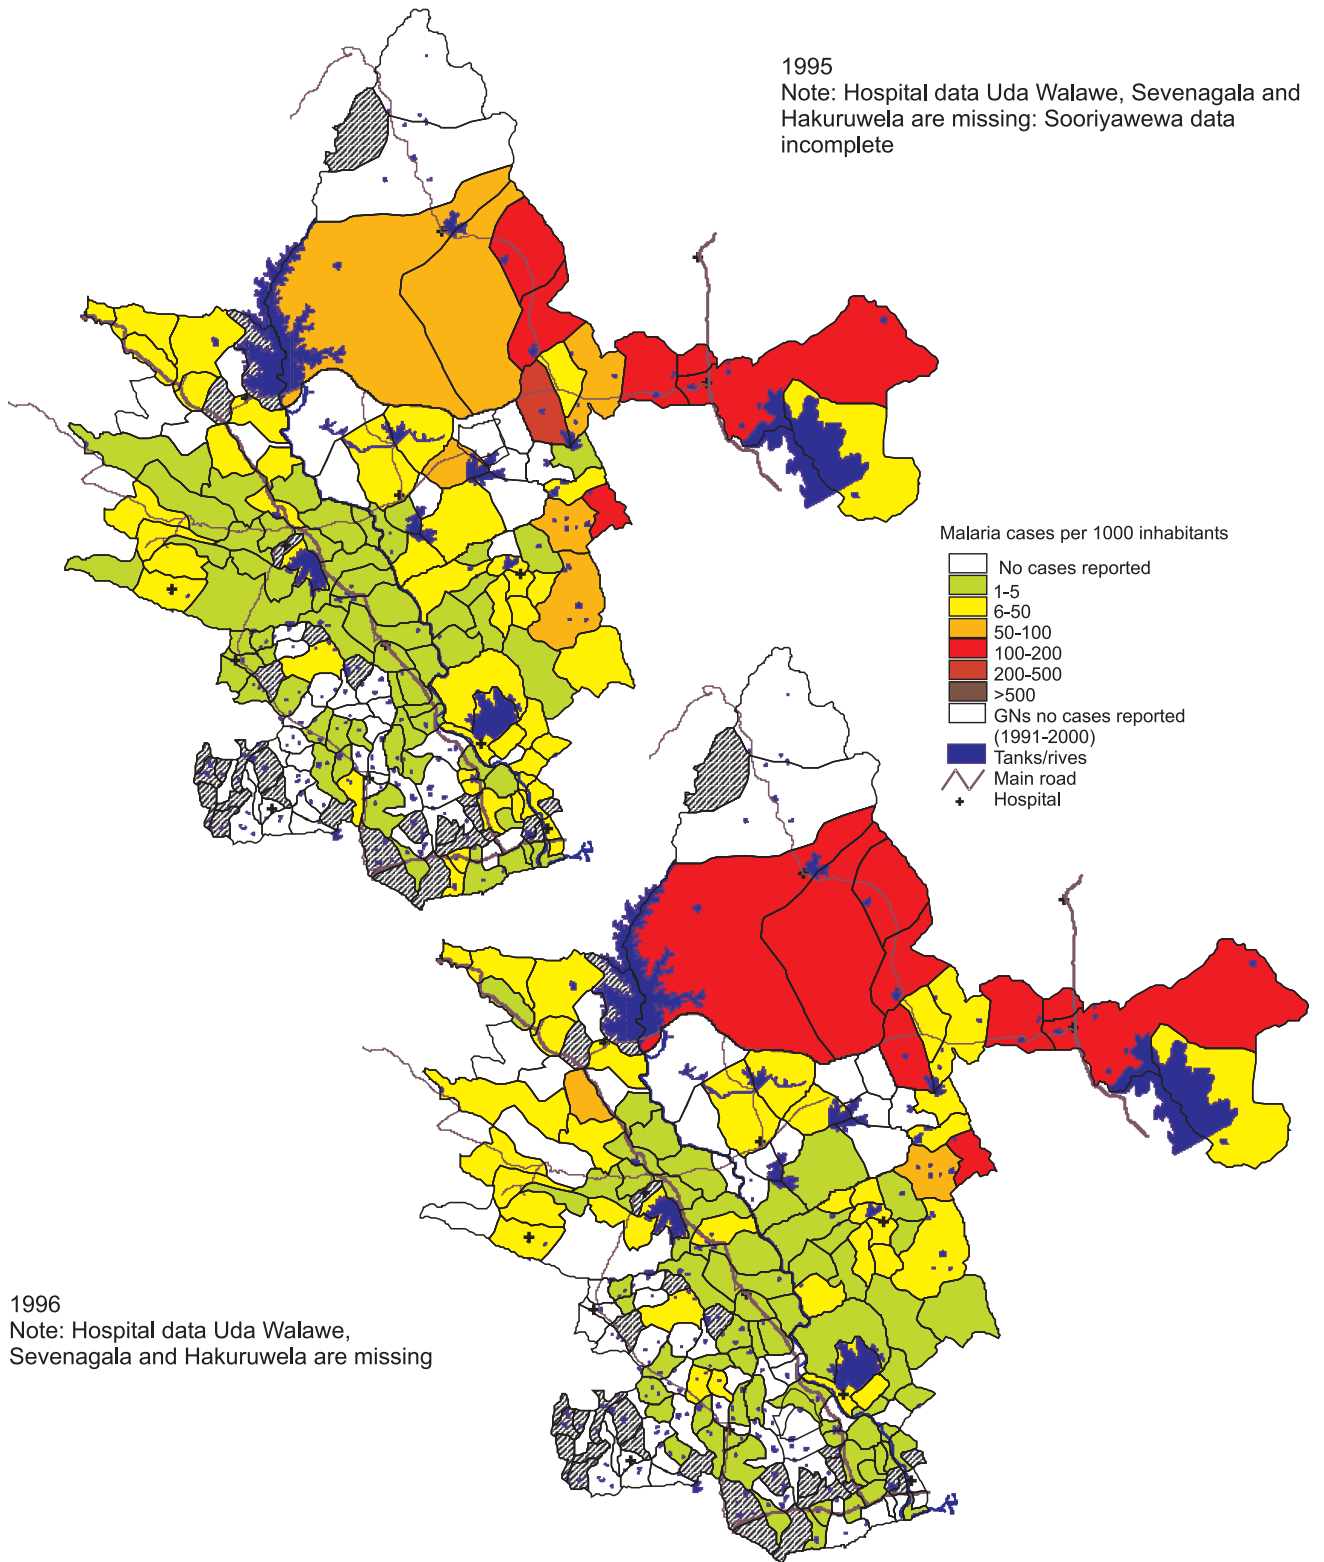 1995
Note: Hospital data Uda Walawe, Sevenagala and
Hakuruwela are missing: Sooriyawewa data
incomplete
Malaria cases per 1000 inhabitants
No cases reported
1-5
6-50
50-100
100-200
200-500
>500
GNs no cases reported
(1991-2000)
Tanks/rives
Main road
Hospital
1996
Note: Hospital data Uda Walawe,
Sevenagala and Hakuruwela are missing